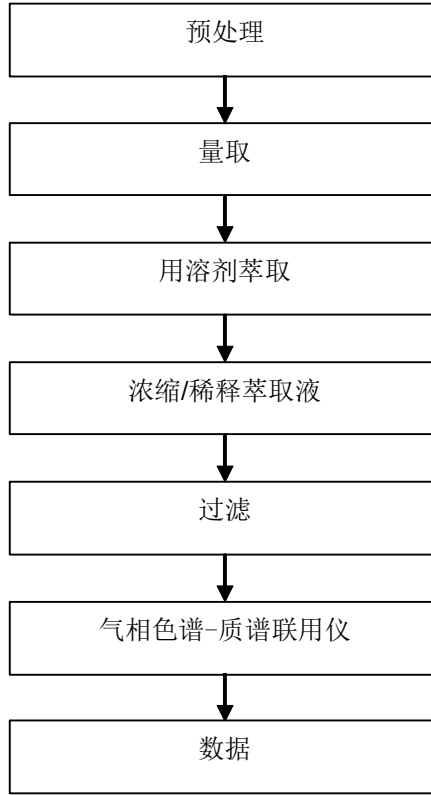 预处理
量取
用溶剂萃取
浓缩/稀释萃取液
过滤
气相色谱-质谱联用仪
数据